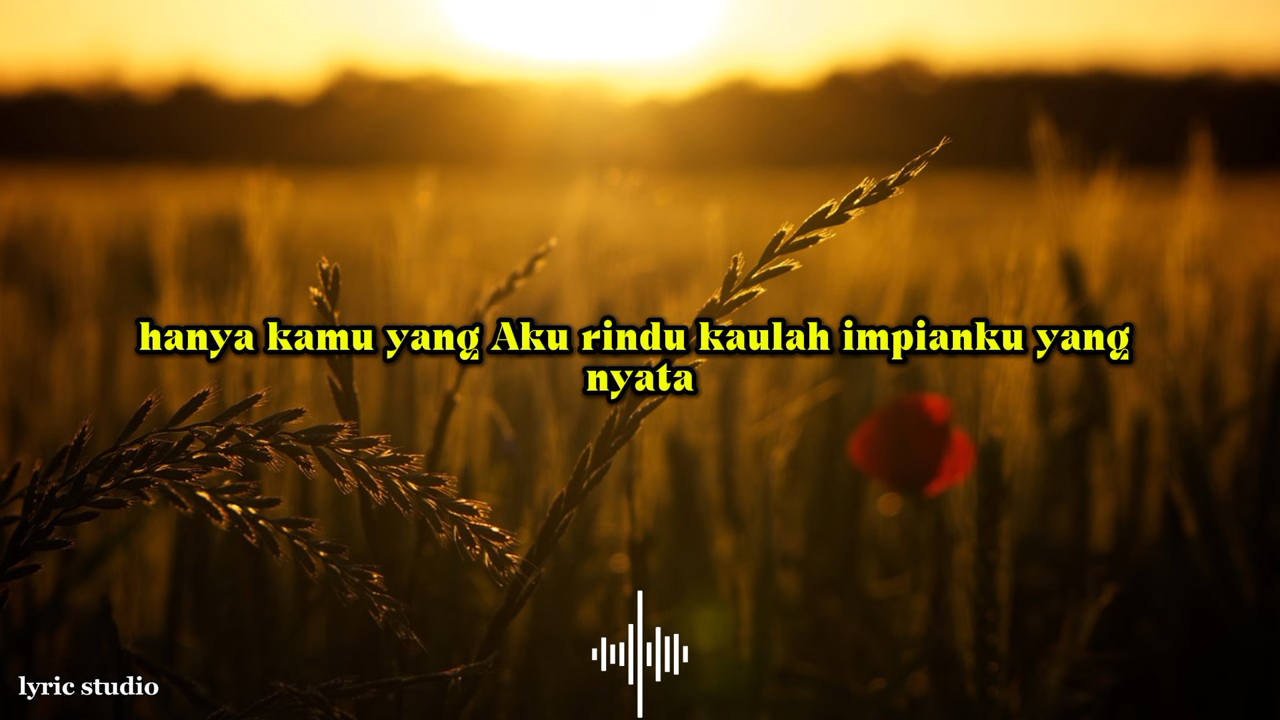 hanya kamu yang Aku rindu kaulah impianku yang
nyata
lyric studio